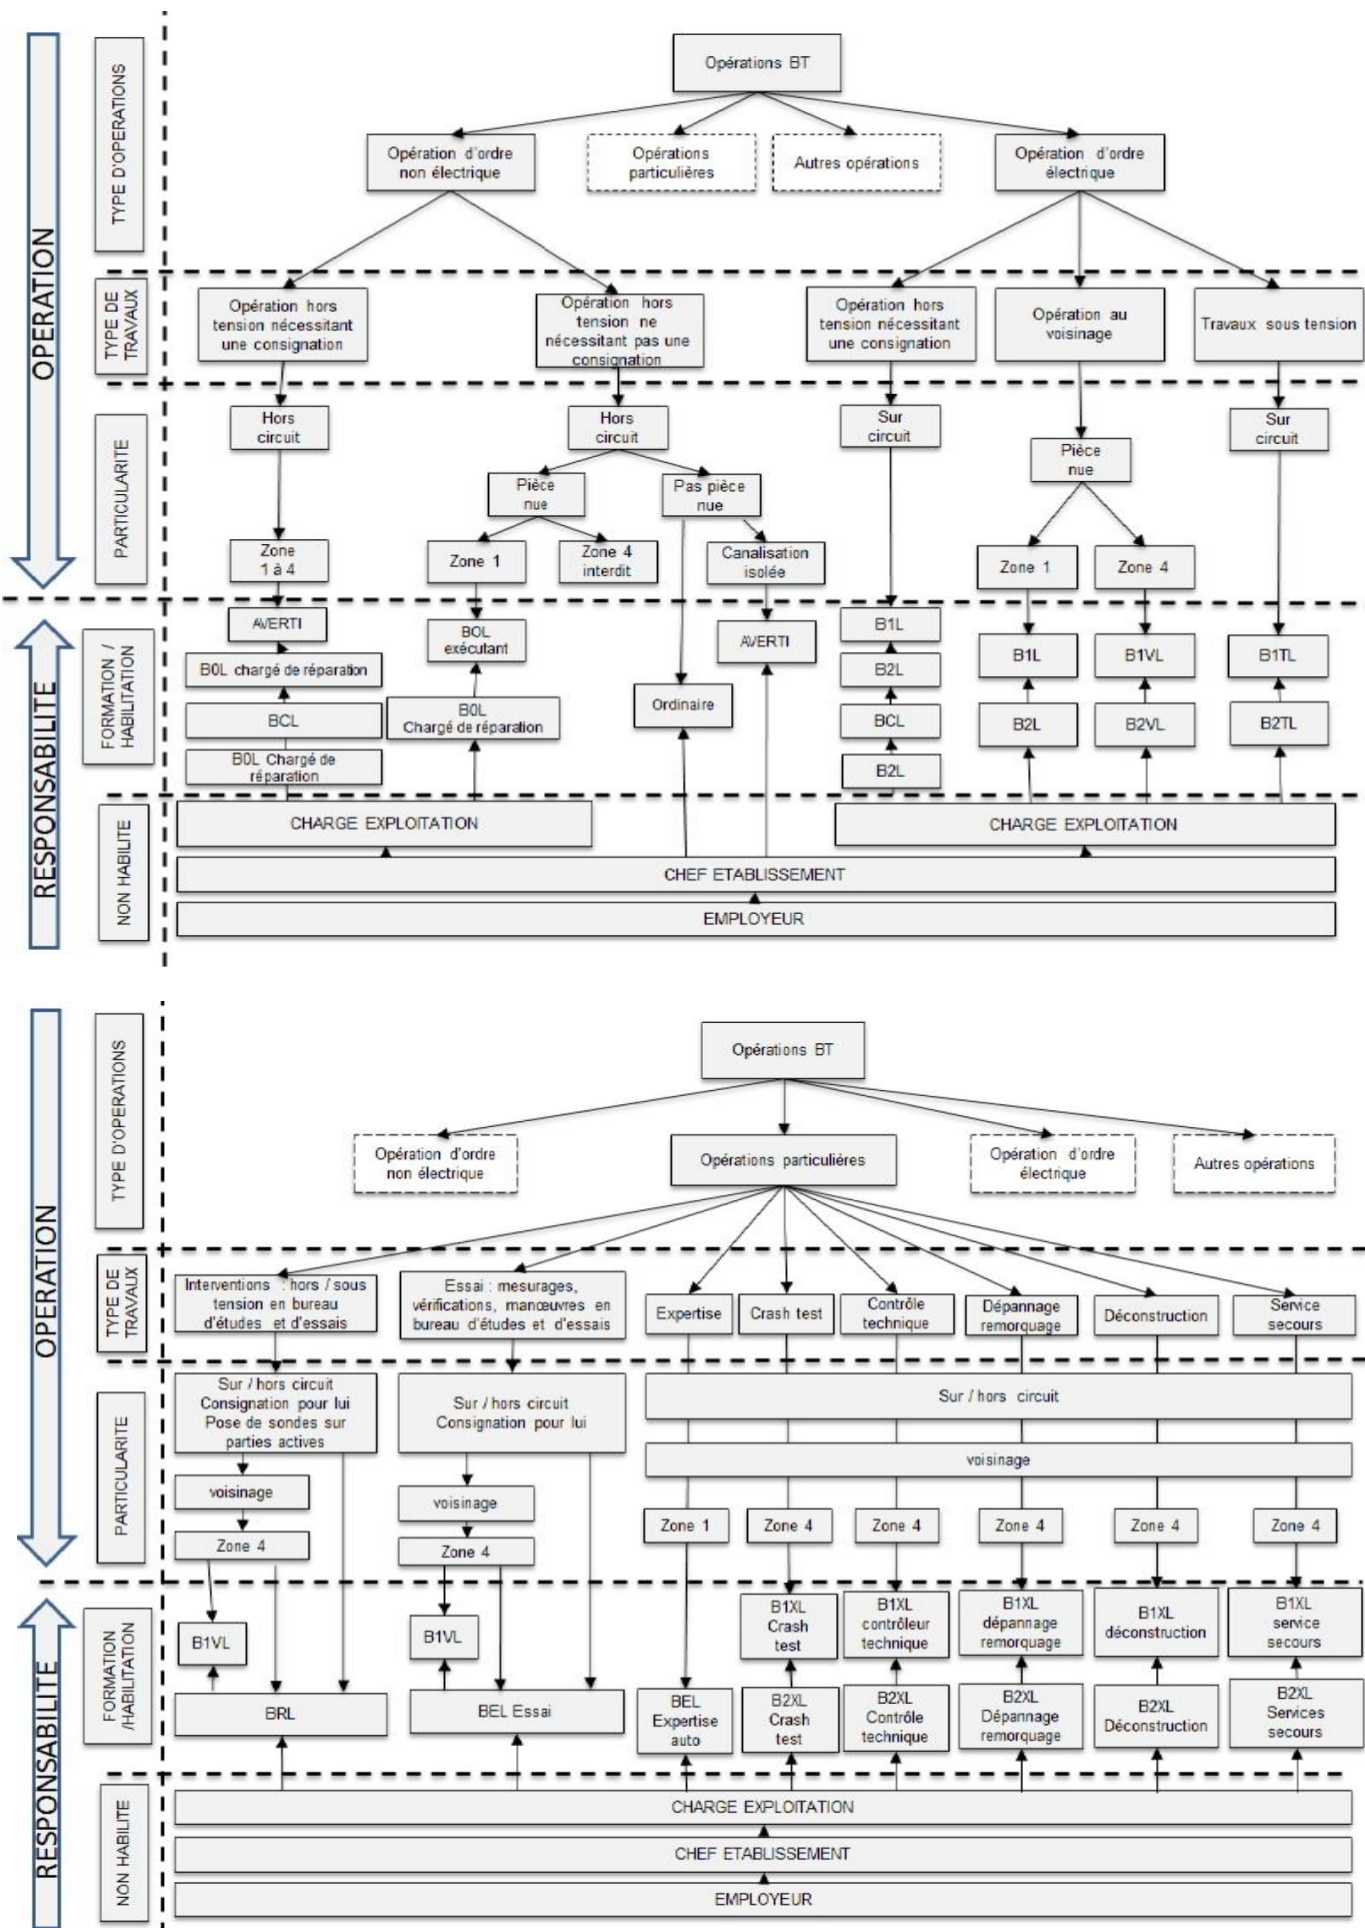 OPERATION
RESPONSABILITE
TYPE D'OPERATIONS
TYPE DE
TRAVAUX
PARTICULARITE
FORMATION /
HABILITATION
NON HABILITE
Opérations BT
Opération d'ordre
non électrique
Opérations
particulières
Autres opérations
Opération d'ordre
électrique
Opération hors
tension nécessitant
une consignation
Opération hors
tension ne
nécessitant pas une
consignation
Opération hors
tension nécessitant
une consignation
Opération au
voisinage
Travaux sous tension
Hors
circuit
Hors
circuit
Sur
circuit
Sur
circuit
Pièce
nue
Pièce
nue
Pas pièce
nue
Zone
1 à 4
Zone 1
Zone 4
interdit
Canalisation
isolée
Zone 1
Zone 4
AVERTI
B0L chargé de réparation
BCL
B0L Chargé de
réparation
BOL
exécutant
B0L
Chargé de réparation
Ordinaire
AVERTI
B1L
B2L
BCL
B2L
B1L
B2L
B1VL
B2VL
B1TL
B2TL
CHARGE EXPLOITATION
CHARGE EXPLOITATION
CHEF ETABLISSEMENT
EMPLOYEUR
OPERATION
RESPONSABILITE
TYPE D'OPERATIONS
TYPE DE
TRAVAUX
PARTICULARITE
FORMATION
/HABILITATION
NON HABILITE
Opérations BT
Opération d'ordre
non électrique
Opérations particulières
Opération d'ordre
électrique
Autres opérations
Interventions : hors / sous
tension en bureau
d'études et d'essais
Essai : mesurages,
vérifications, manœuvres en
bureau d'études et d'essais
Expertise
Crash test
Contrôle
technique
Dépannage
remorquage
Déconstruction
Service
secours
Sur / hors circuit
Consignation pour lui
Pose de sondes sur
parties actives
Sur / hors circuit
Consignation pour lui
Sur / hors circuit
voisinage
voisinage
voisinage
Zone 4
Zone 4
Zone 1
Zone 4
Zone 4
Zone 4
Zone 4
Zone 4
B1VL
BRL
B1VL
BEL Essai
BEL
Expertise
auto
B1XL
Crash
test
B2XL
Crash
test
B1XL
contrôleur
technique
B2XL
Contrôle
technique
B1XL
dépannage
remorquage
B2XL
Dépannage
remorquage
B1XL
déconstruction
B2XL
Déconstruction
B1XL
service
secours
B2XL
Services
secours
CHARGE EXPLOITATION
CHEF ETABLISSEMENT
EMPLOYEUR